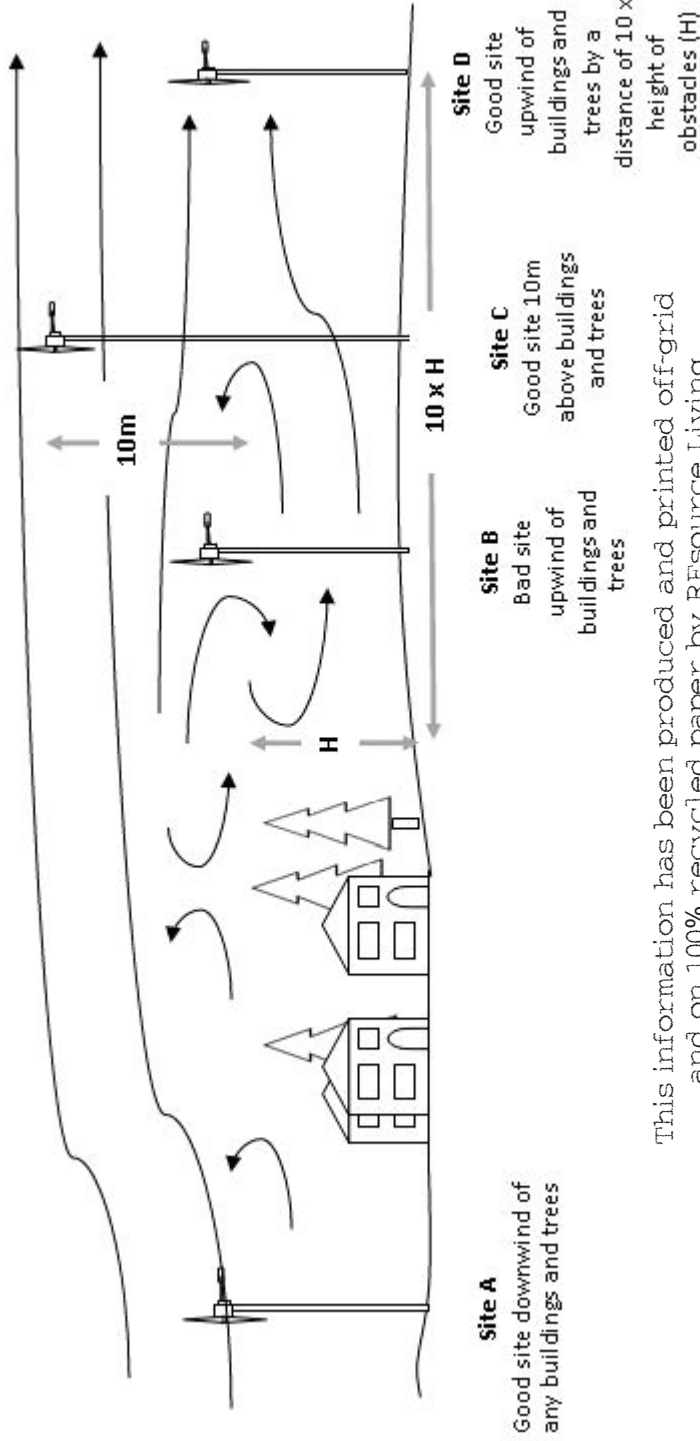 10m
H
10 x H
Site A
Good site downwind of
any buildings and trees
Site B
Bad site
upwind of
buildings and
trees
Site C
Good site 10m
above buildings
and trees
Site D
Good site
upwind of
buildings and
trees by a
distance of 10 x
height of
obstacles (H)
This information has been produced and printed off-grid
and on 100% recycled paper by REsource Living